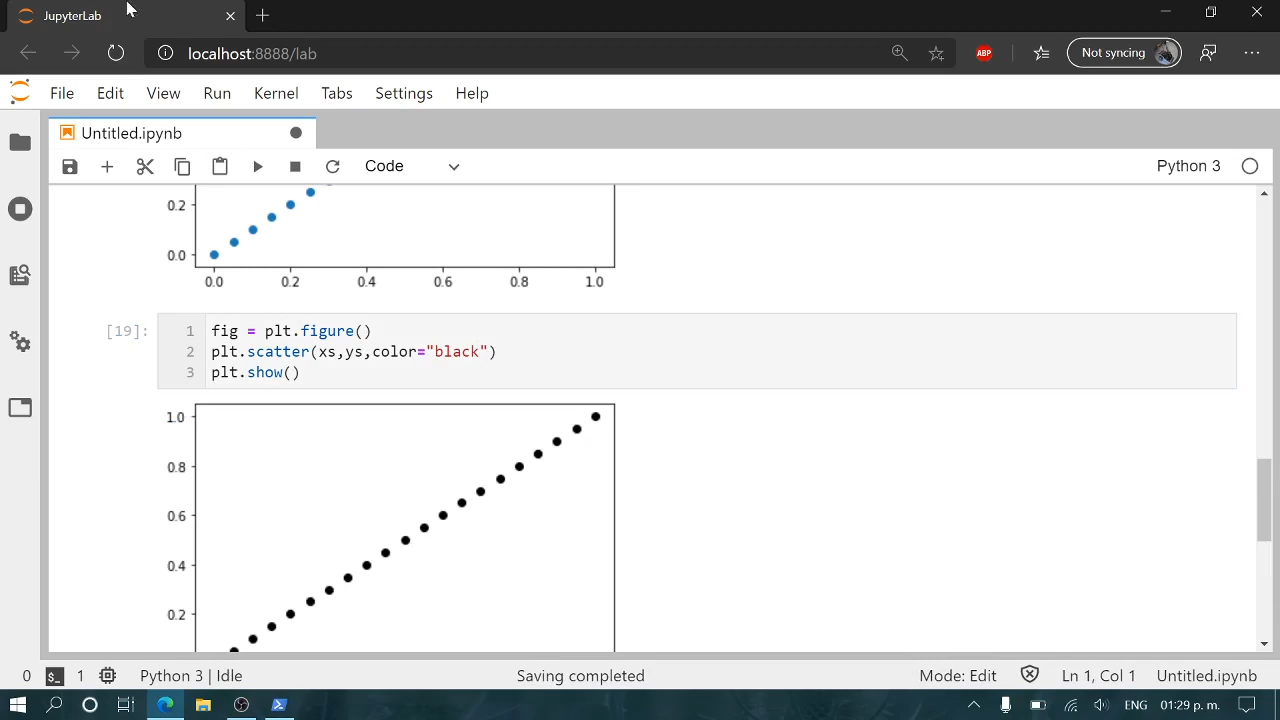 JupyterLab
localhost:8888/lab
ABP
Not syncing
File Edit View Run Kernel Tabs Settings Help
Untitled.ipynb
Code
Python 3
0.2
0.0
0.0 0.2 0.4 0.6 0.8 1.0
[19]:
1 fig = plt.figure()
2 plt.scatter(xs,ys,color="black")
3 plt.show()
1.0
0.8
0.6
0.4
0.2
0 $_ 1 Python 3 | Idle Saving completed Mode: Edit Ln 1, Col 1 Untitled.ipynb
ENG 01:29 p. m.